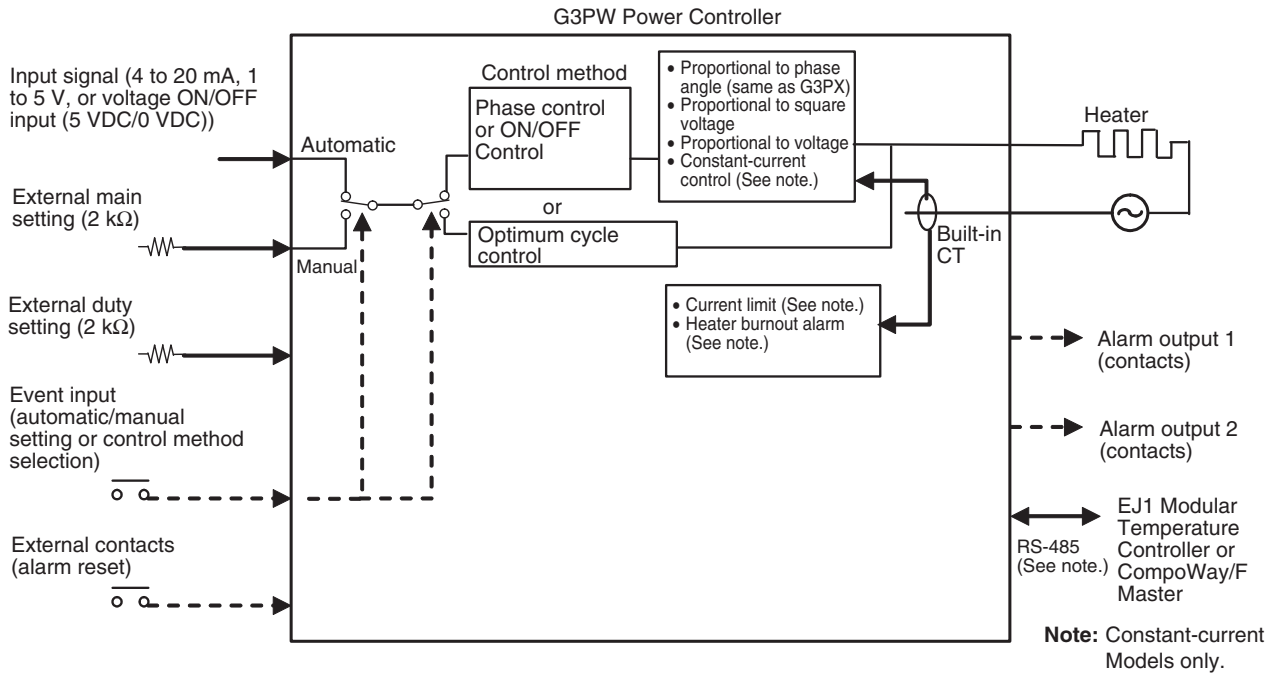 G3PW Power Controller
Input signal (4 to 20 mA, 1
to 5 V, or voltage ON/OFF
input (5 VDC/0 VDC))
Automatic
External main
setting (2 kΩ)
Manual
External duty
setting (2 kΩ)
Event input
(automatic/manual
setting or control method
selection)
External contacts
(alarm reset)
Control method
Phase control
or ON/OFF
Control
or
Optimum cycle
control
• Proportional to phase
angle (same as G3PX)
• Proportional to square
voltage
• Proportional to voltage
• Constant-current
control (See note.)
Heater
Built-in
CT
• Current limit (See note.)
• Heater burnout alarm
(See note.)
Alarm output 1
(contacts)
Alarm output 2
(contacts)
RS-485
(See note.)
EJ1 Modular
Temperature
Controller or
CompoWay/F
Master
Note: Constant-current
Models only.